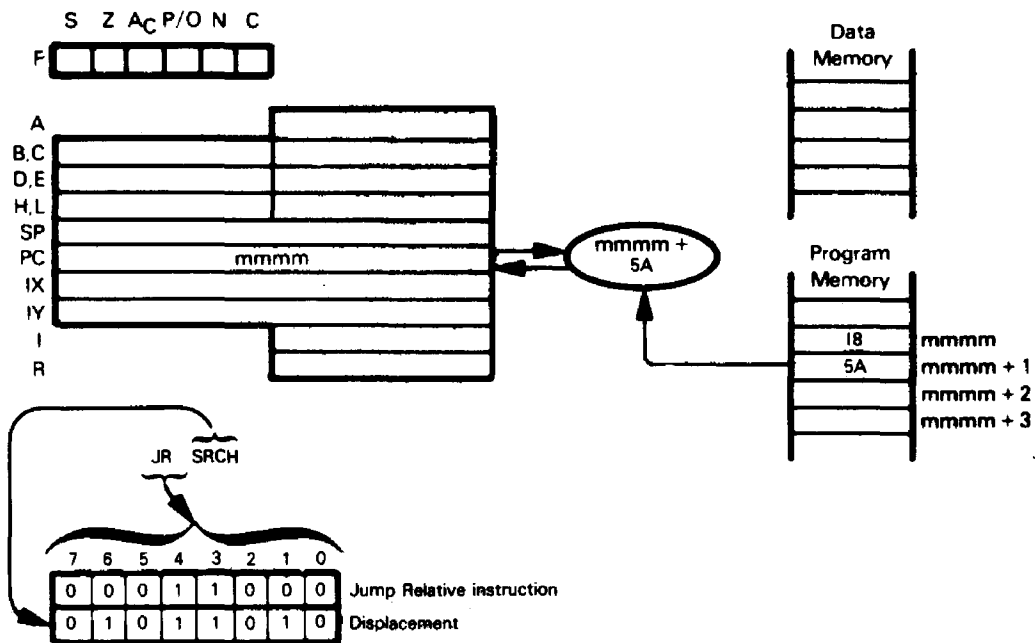 S Z AC P/O N C
F
A
B,C
D,E
H,L
SP
PC mmmm
IX
IY
I
R
mmmm +
5A
Data
Memory
Program
Memory
18 mmmm
5A mmmm + 1
mmmm + 2
mmmm + 3
JR SRCH
7 6 5 4 3 2 1 0
0 0 0 1 1 0 0 0 Jump Relative instruction
0 1 0 1 1 0 1 0 Displacement